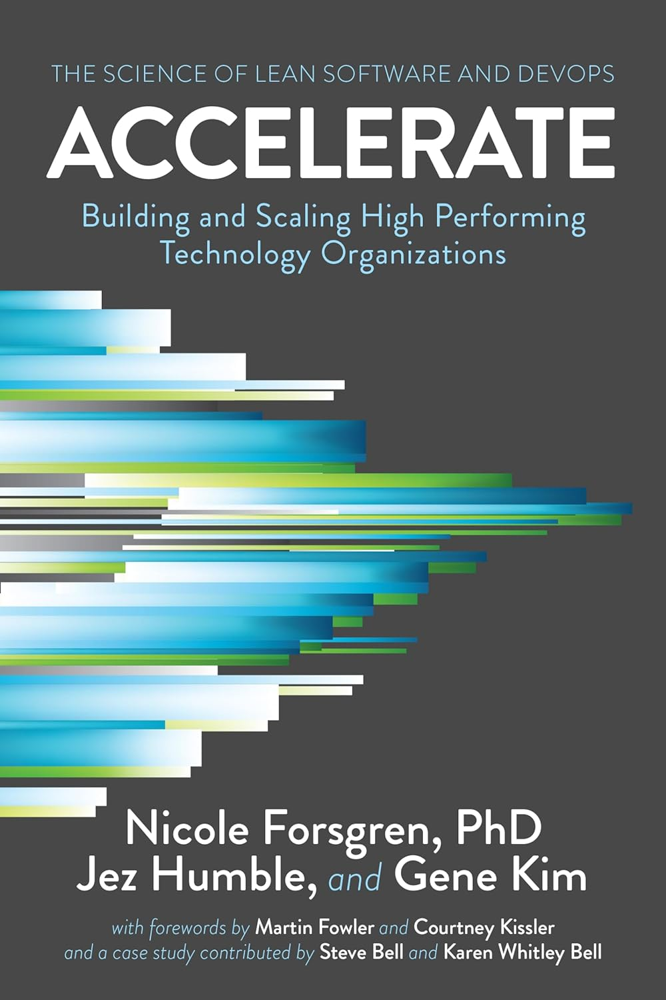 THE SCIENCE OF LEAN SOFTWARE AND DEVOPS
ACCELERATE
Building and Scaling High Performing
Technology Organizations
Nicole Forsgren, PhD
Jez Humble, and Gene Kim
with forewords by Martin Fowler and Courtney Kissler
and a case study contributed by Steve Bell and Karen Whitley Bell